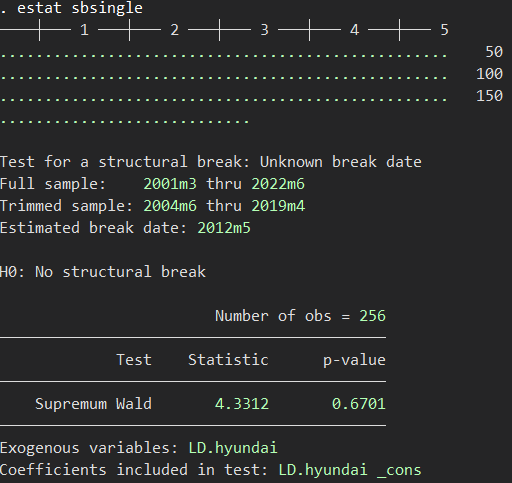 . estat sbsingle
────┼─── 1 ───┼─── 2 ───┼─── 3 ───┼─── 4 ───┼─── 5
.................................................. 50
.................................................. 100
.................................................. 150
............................
Test for a structural break: Unknown break date
Full sample: 2001m3 thru 2022m6
Trimmed sample: 2004m6 thru 2019m4
Estimated break date: 2012m5
H0: No structural break
Number of obs = 256
Test Statistic p-value
Supremum Wald 4.3312 0.6701
Exogenous variables: LD.hyundai
Coefficients included in test: LD.hyundai _cons